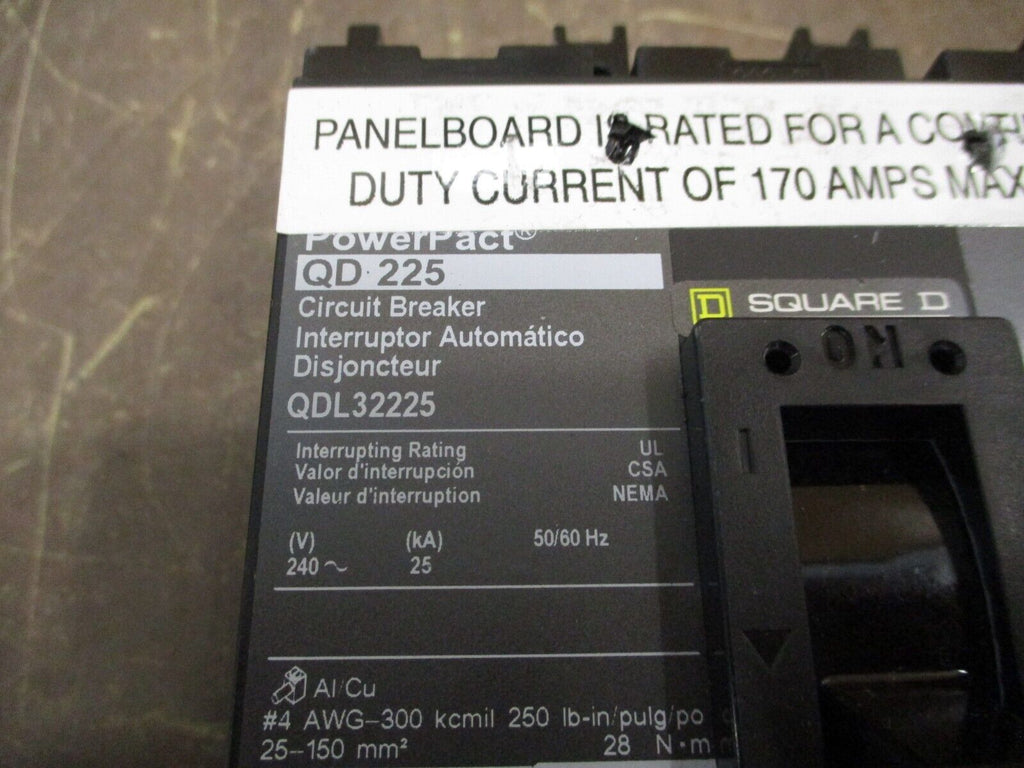 PANELBOARD IS RATED FOR A
DUTY CURRENT OF 170 AMPS MAX
PowerPact®
QD 225
Circuit Breaker
Interruptor Automático
Disjoncteur
QDL32225
SQUARE D
ON
I
Interrupting Rating UL
Valor d'interrupción CSA
Valeur d'interruption NEMA
(V) (kA) 50/60 Hz
240 ~ 25
Al/Cu
#4 AWG–300 kcmil 250 lb-in/pulg/po
25–150 mm² 28 N•m